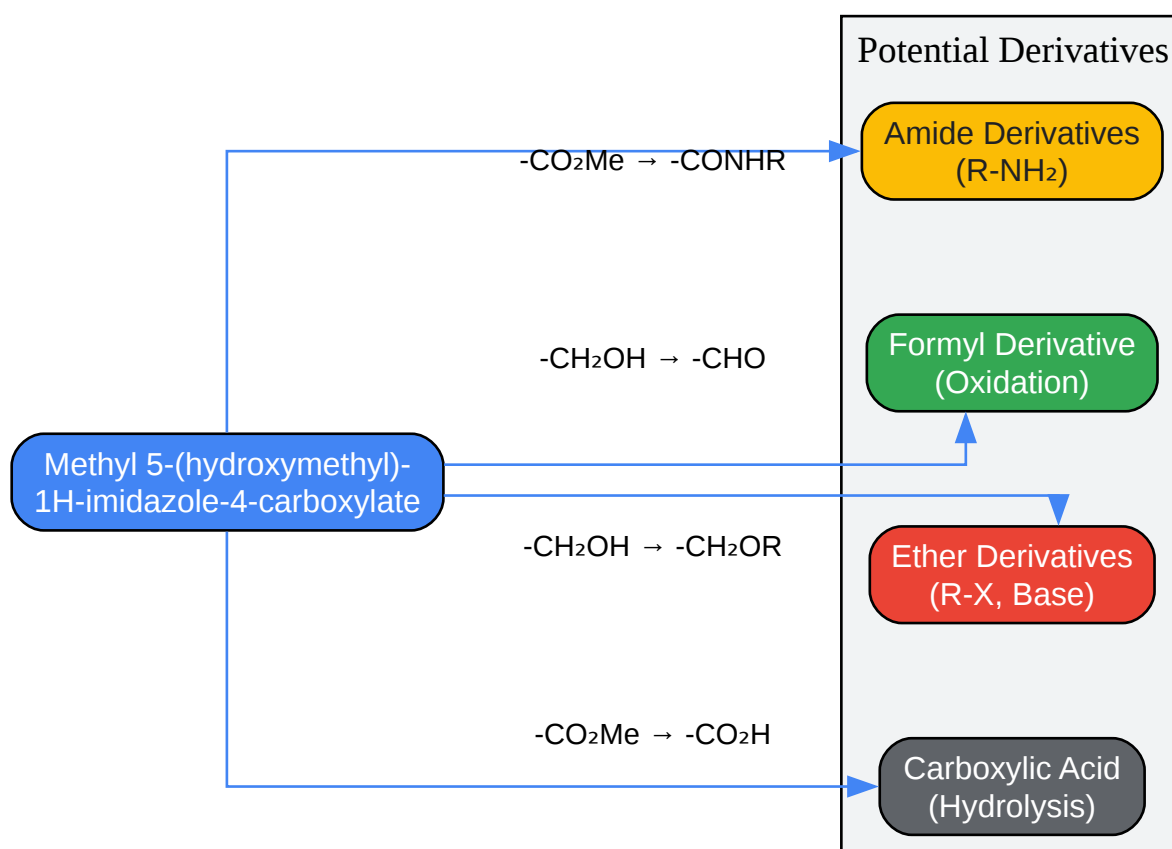 Potential Derivatives
Amide Derivatives
(R-NH₂)
-CO₂Me → -CONHR
-CH₂OH → -CHO
Formyl Derivative
(Oxidation)
Methyl 5-(hydroxymethyl)-
1H-imidazole-4-carboxylate
-CH₂OH → -CH₂OR
Ether Derivatives
(R-X, Base)
-CO₂Me → -CO₂H
Carboxylic Acid
(Hydrolysis)